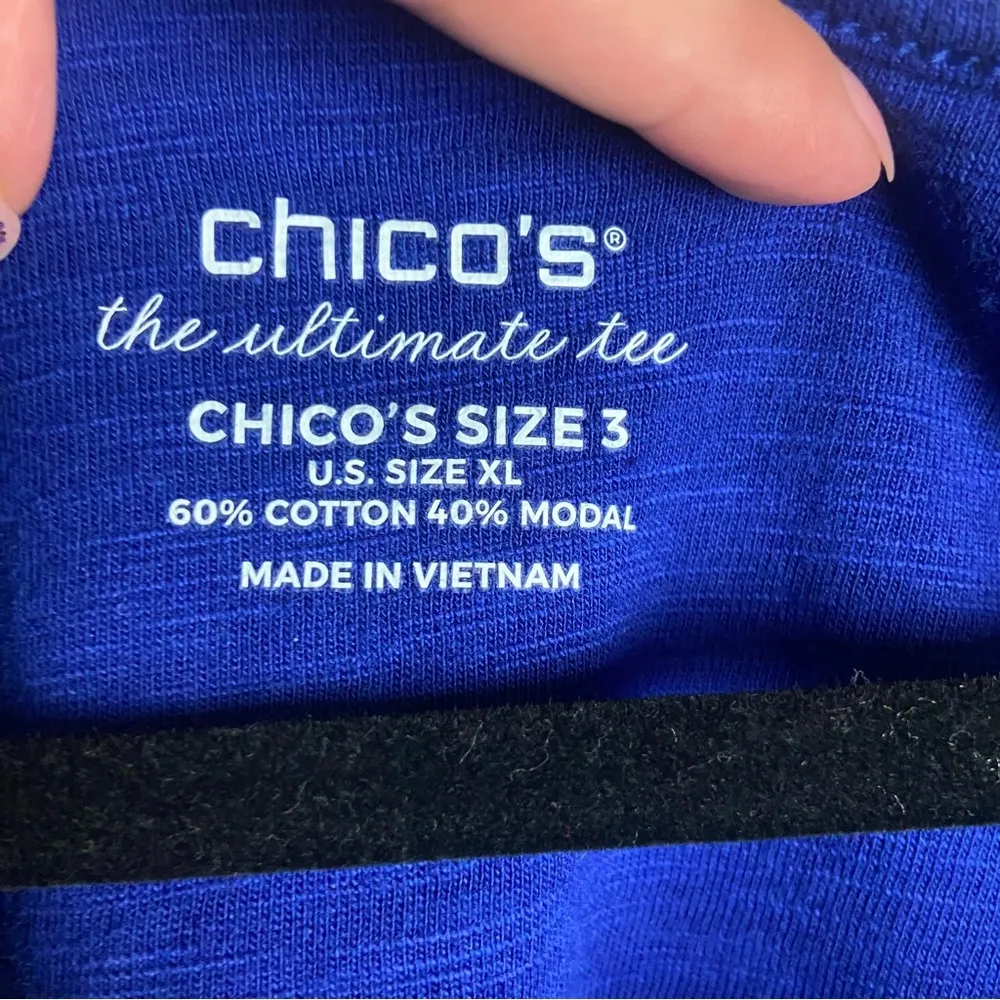 chico's®
the ultimate tee
CHICO'S SIZE 3
U.S. SIZE XL
60% COTTON 40% MODAL
MADE IN VIETNAM